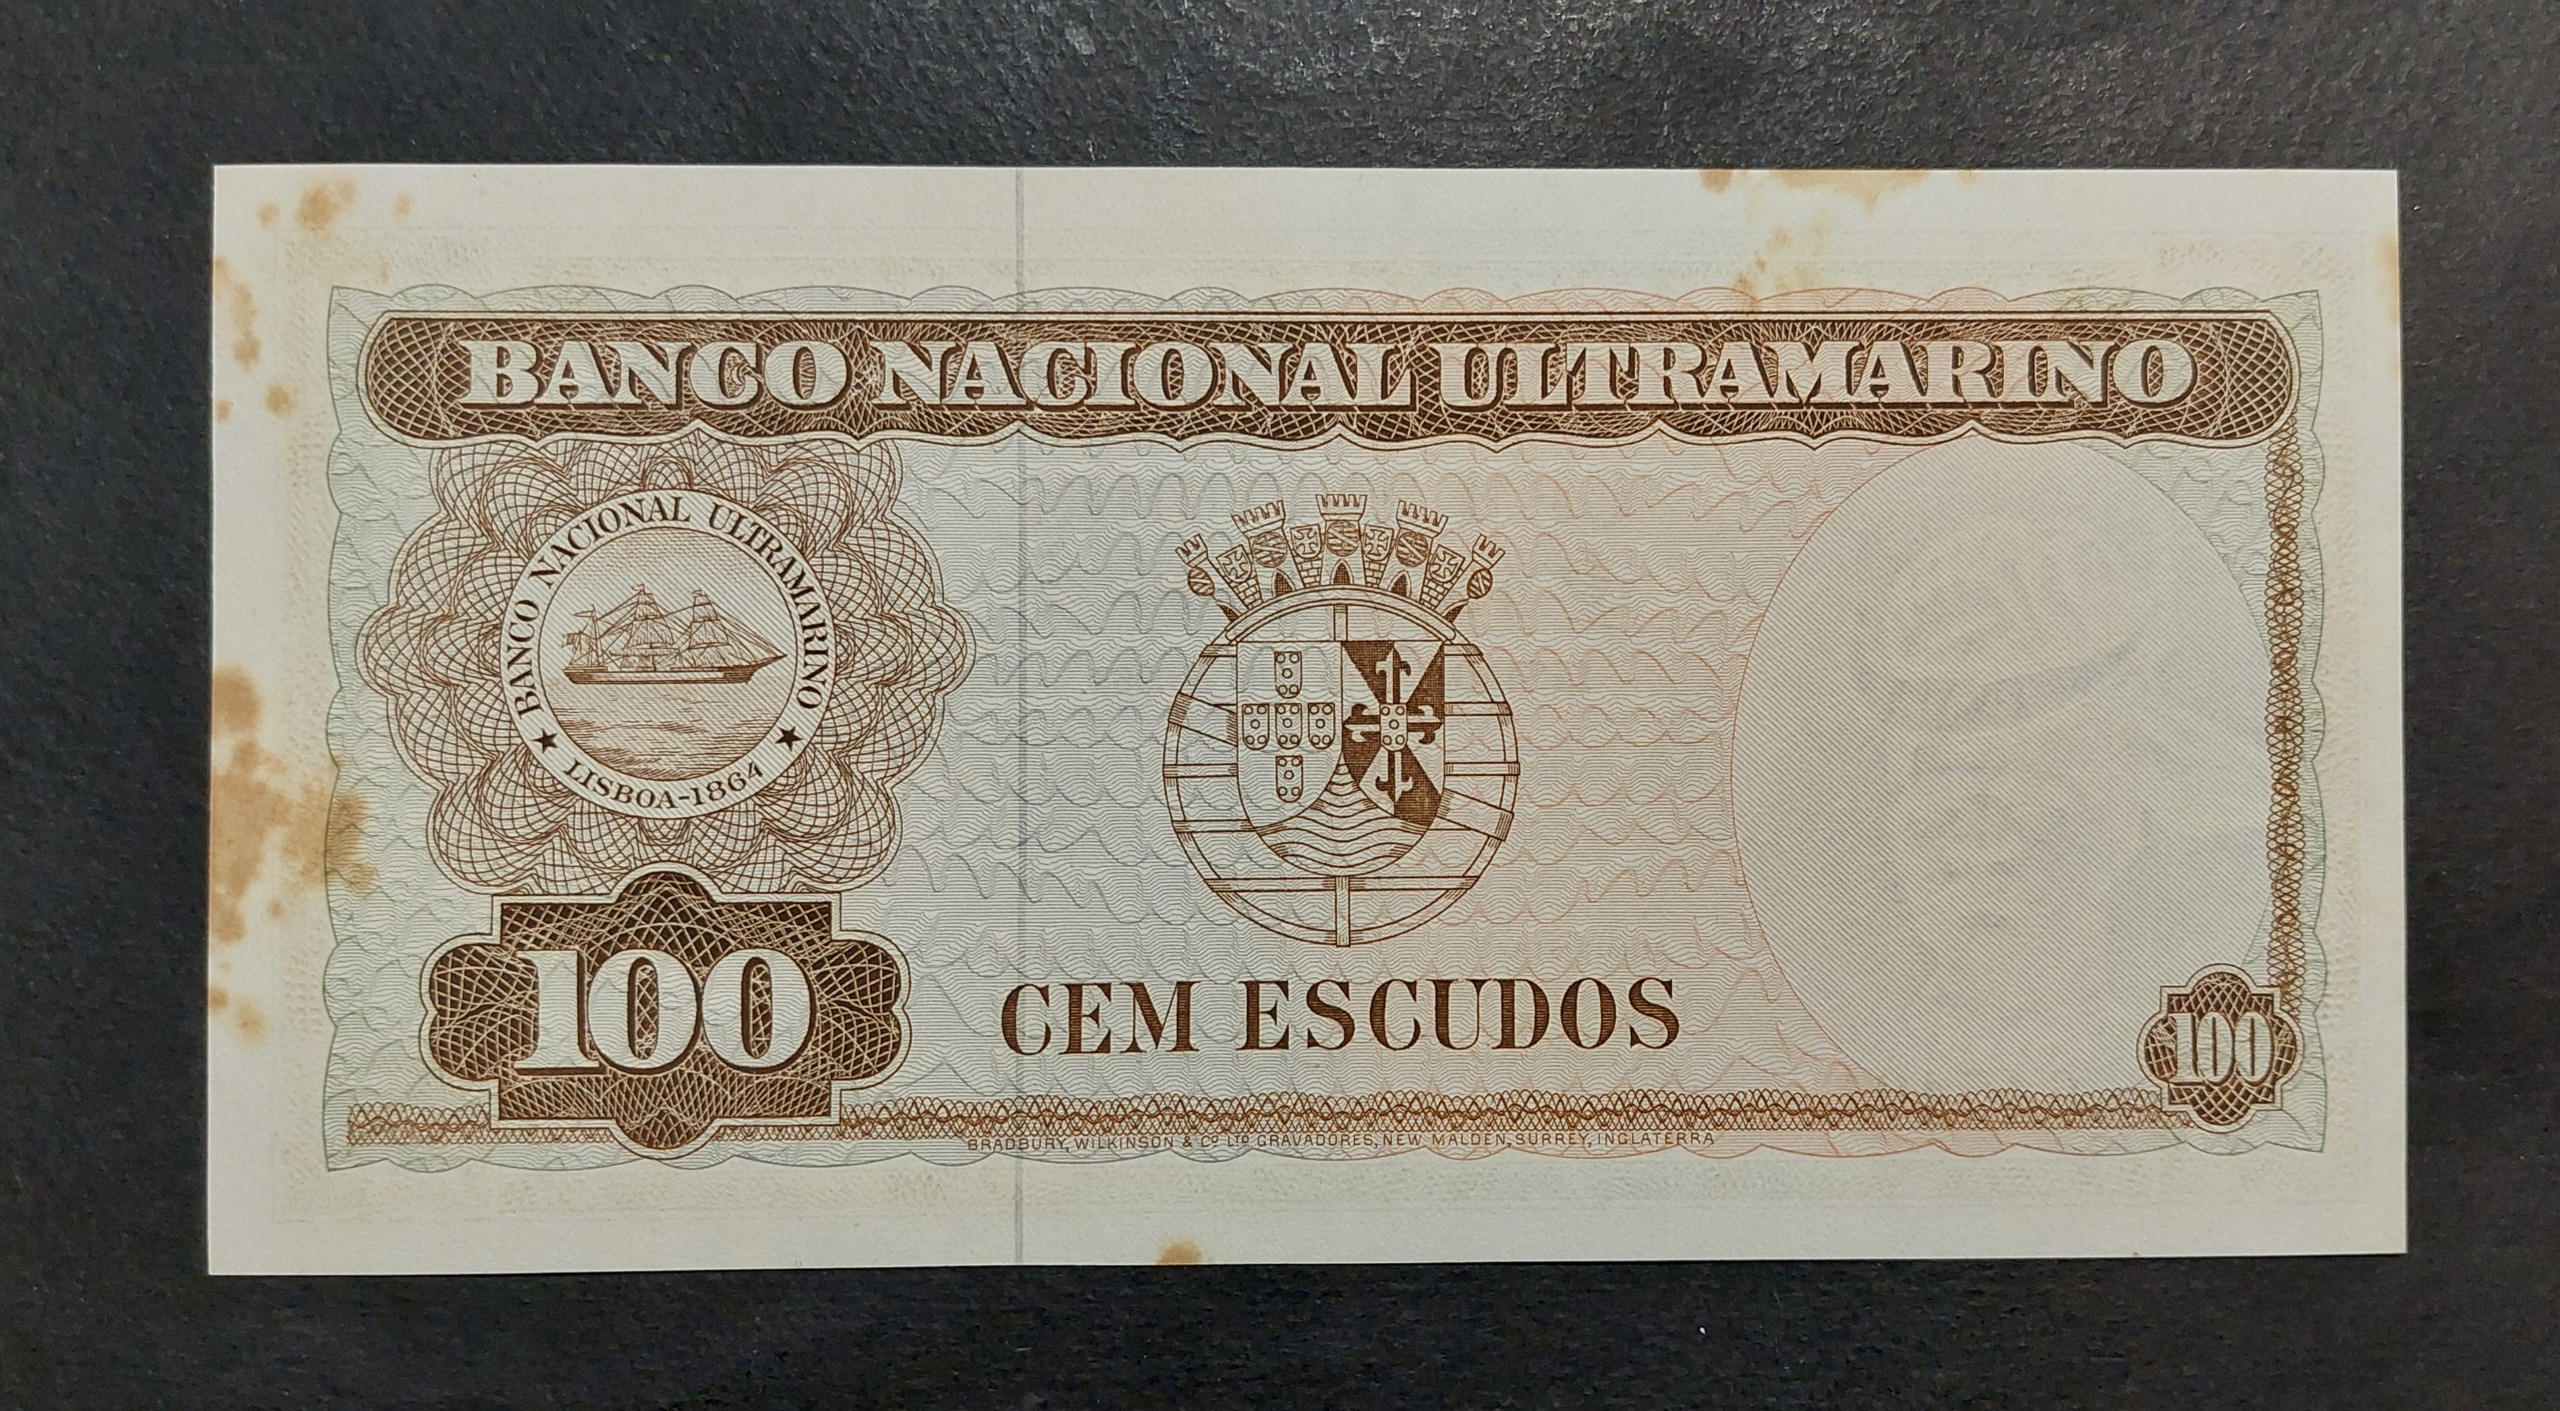 BANCO NACIONAL ULTRAMARINO
BANCO NACIONAL ULTRAMARINO
★ LISBOA-1864 ★
100
CEM ESCUDOS
100
BRADBURY, WILKINSON & Cº LTD GRAVADORES, NEW MALDEN, SURREY, INGLATERRA